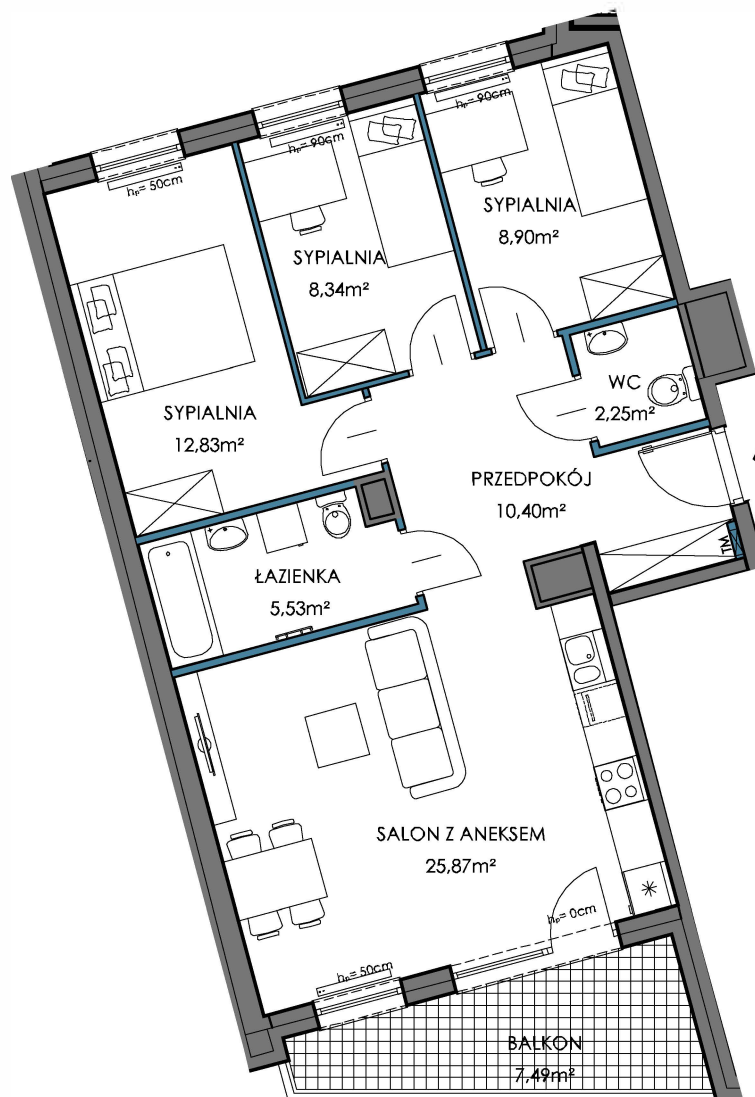 hp= 90cm
hp= 90cm
hp= 50cm
SYPIALNIA
8,90m²
SYPIALNIA
8,34m²
WC
2,25m²
SYPIALNIA
12,83m²
PRZEDPOKÓJ
10,40m²
TM
ŁAZIENKA
5,53m²
SALON Z ANEKSEM
25,87m²
hp= 0cm
hp= 50cm
BALKON
7,49m²